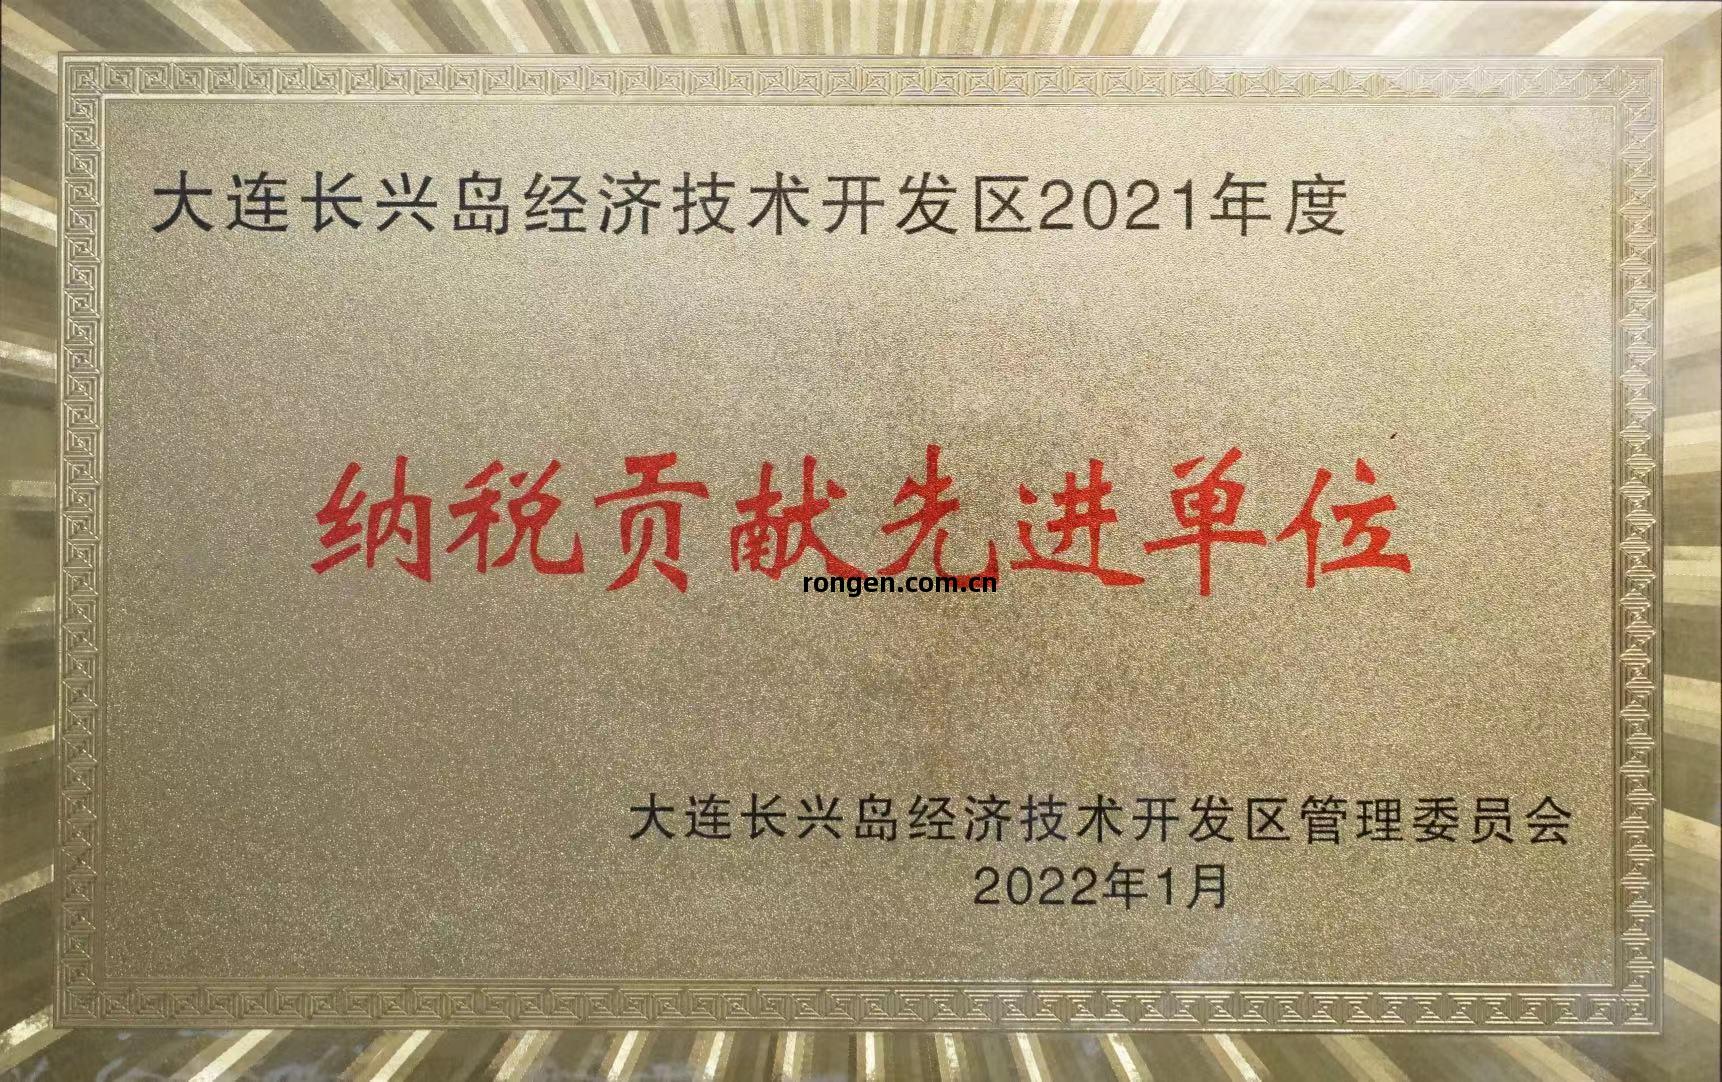 大连长兴岛经济技术开发区2021年度
纳税贡献先进单位
rongen.com.cn
大连长兴岛经济技术开发区管理委员会
2022年1月